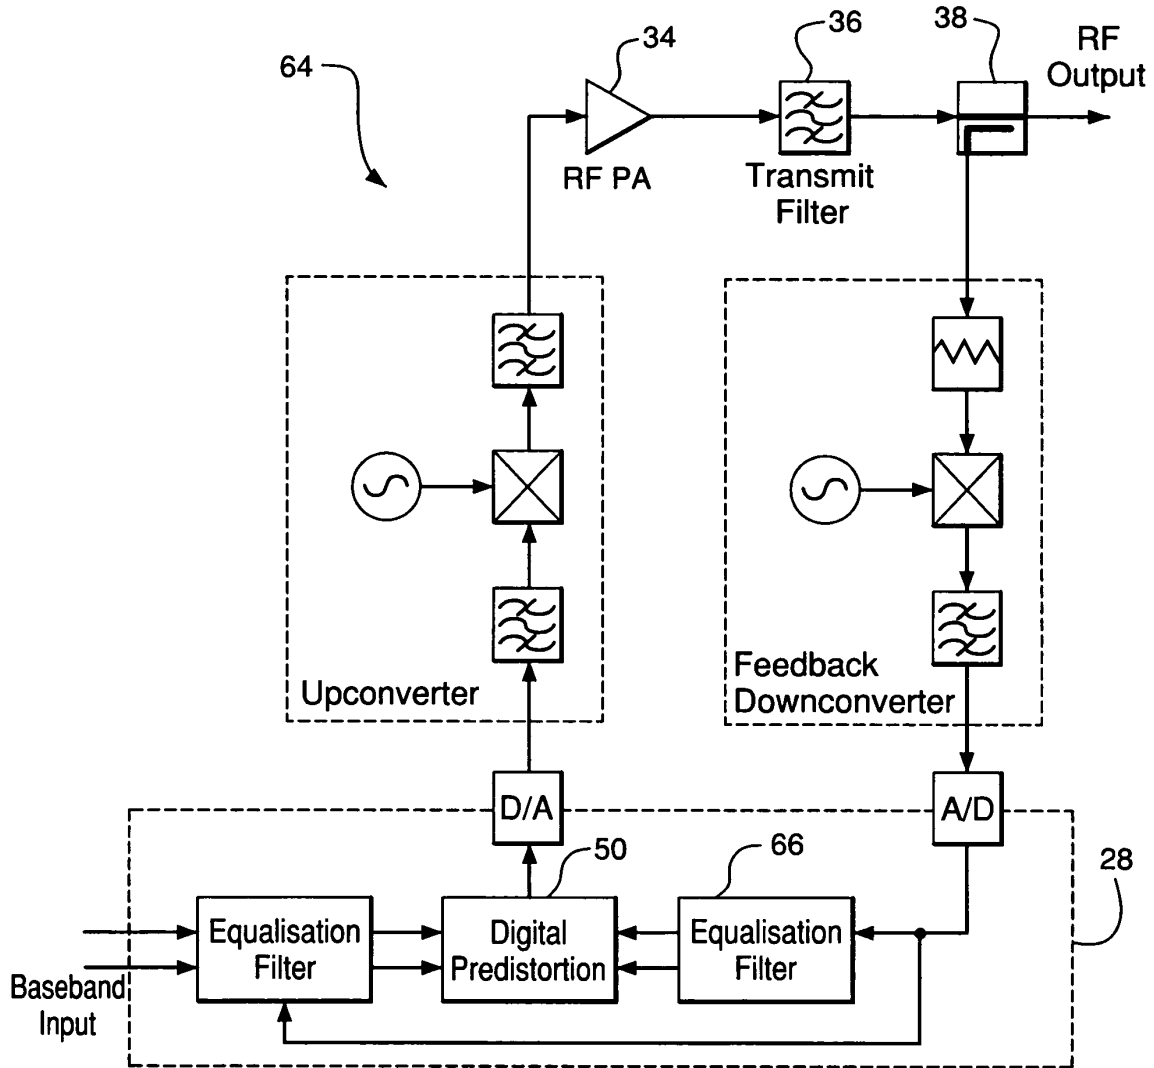 34
36
38
RF
Output
64
RF PA
Transmit
Filter
Upconverter
Feedback
Downconverter
D/A
A/D
50
66
28
Equalisation
Filter
Digital
Predistortion
Equalisation
Filter
Baseband
Input